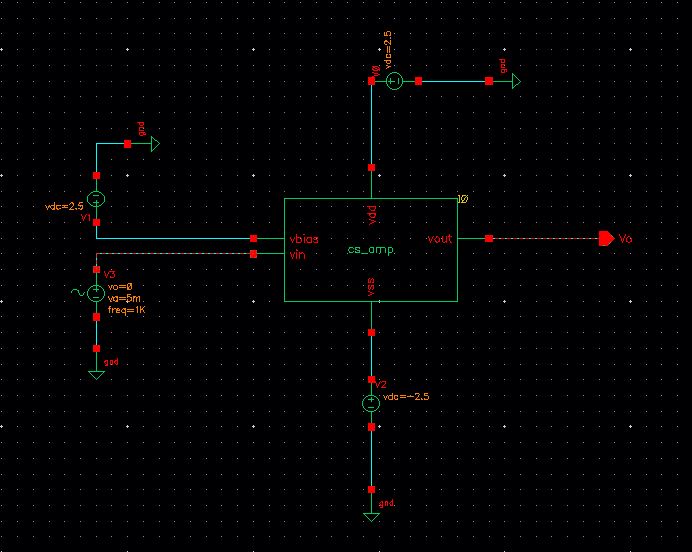 vdc=2.5
V0
gnd
gnd
vdc=2.5
V1
I0
vdd
vbias
vin
cs_amp
vout
Vo
vss
V3
vo=0
va=5m
freq=1K
gnd
V2
vdc=-2.5
gnd